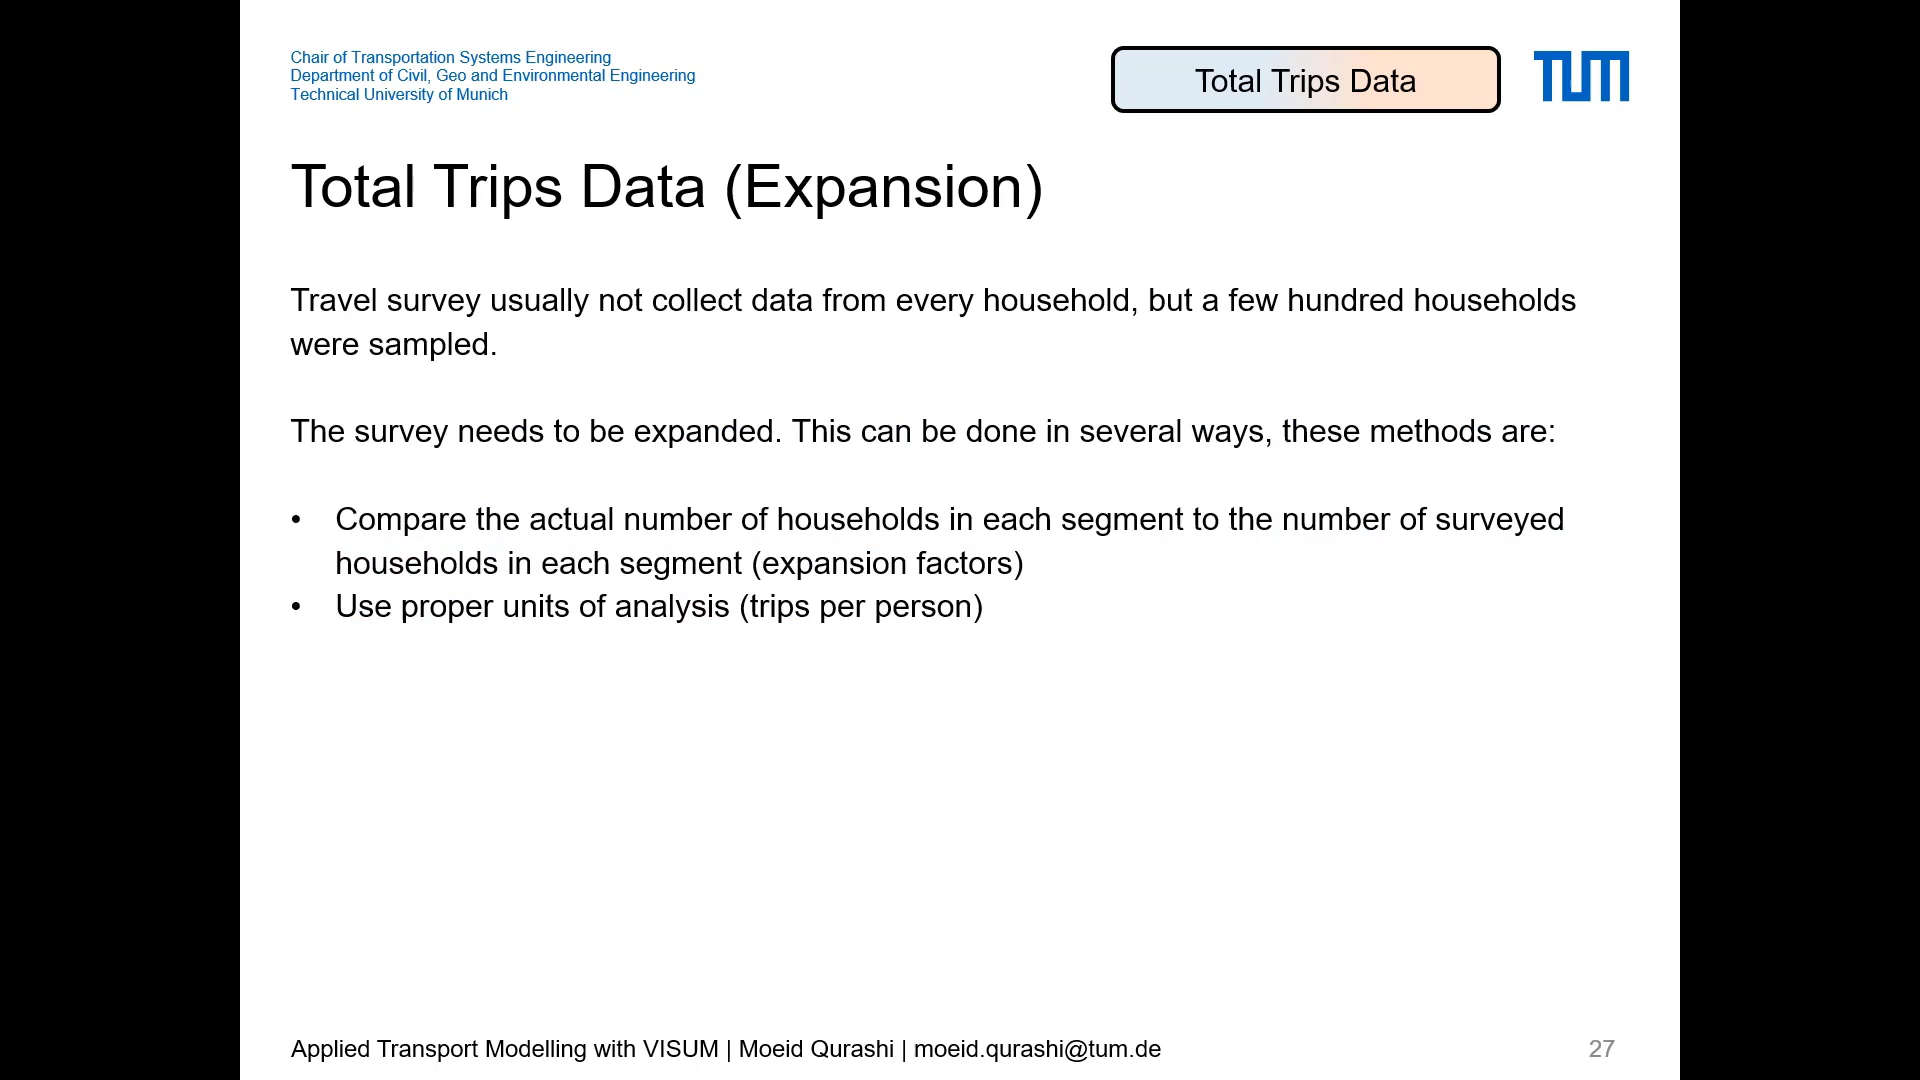 Chair of Transportation Systems Engineering
Department of Civil, Geo and Environmental Engineering
Technical University of Munich
Total Trips Data
TUM
Total Trips Data (Expansion)
Travel survey usually not collect data from every household, but a few hundred households
were sampled.
The survey needs to be expanded. This can be done in several ways, these methods are:
• Compare the actual number of households in each segment to the number of surveyed
households in each segment (expansion factors)
• Use proper units of analysis (trips per person)
Applied Transport Modelling with VISUM | Moeid Qurashi | moeid.qurashi@tum.de
27